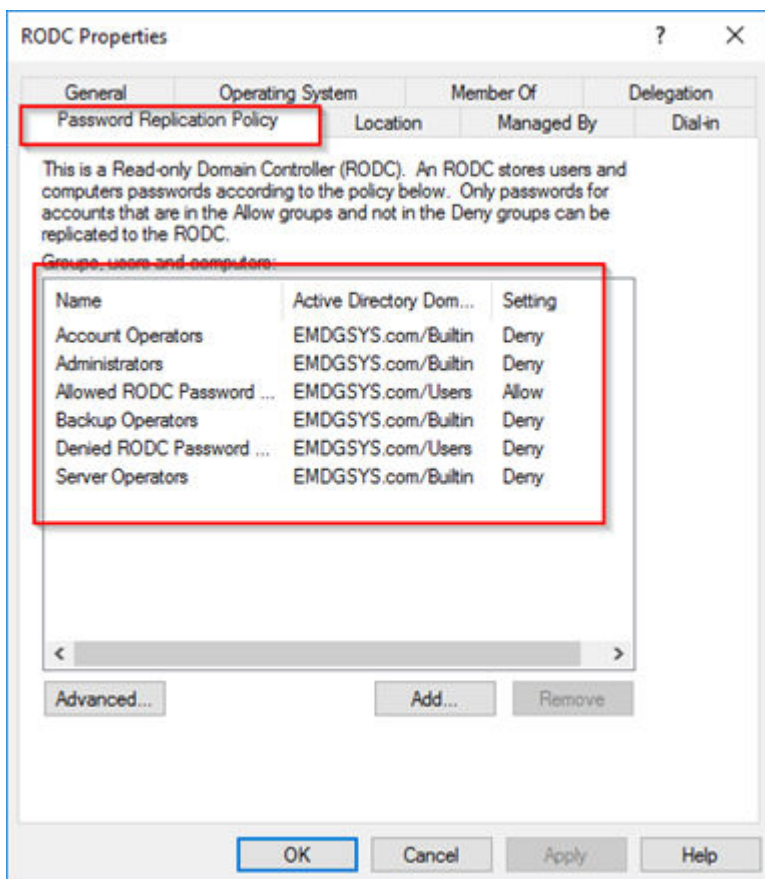 RODC Properties
General Operating System Member Of Delegation
Password Replication Policy Location Managed By Dial-in
This is a Read-only Domain Controller (RODC). An RODC stores users and
computers passwords according to the policy below. Only passwords for
accounts that are in the Allow groups and not in the Deny groups can be
replicated to the RODC.
Groups, users and computers:
Name Active Directory Dom... Setting
Account Operators EMDGSYS.com/Builtin Deny
Administrators EMDGSYS.com/Builtin Deny
Allowed RODC Password ... EMDGSYS.com/Users Allow
Backup Operators EMDGSYS.com/Builtin Deny
Denied RODC Password ... EMDGSYS.com/Users Deny
Server Operators EMDGSYS.com/Builtin Deny
Advanced... Add... Remove
OK Cancel Apply Help